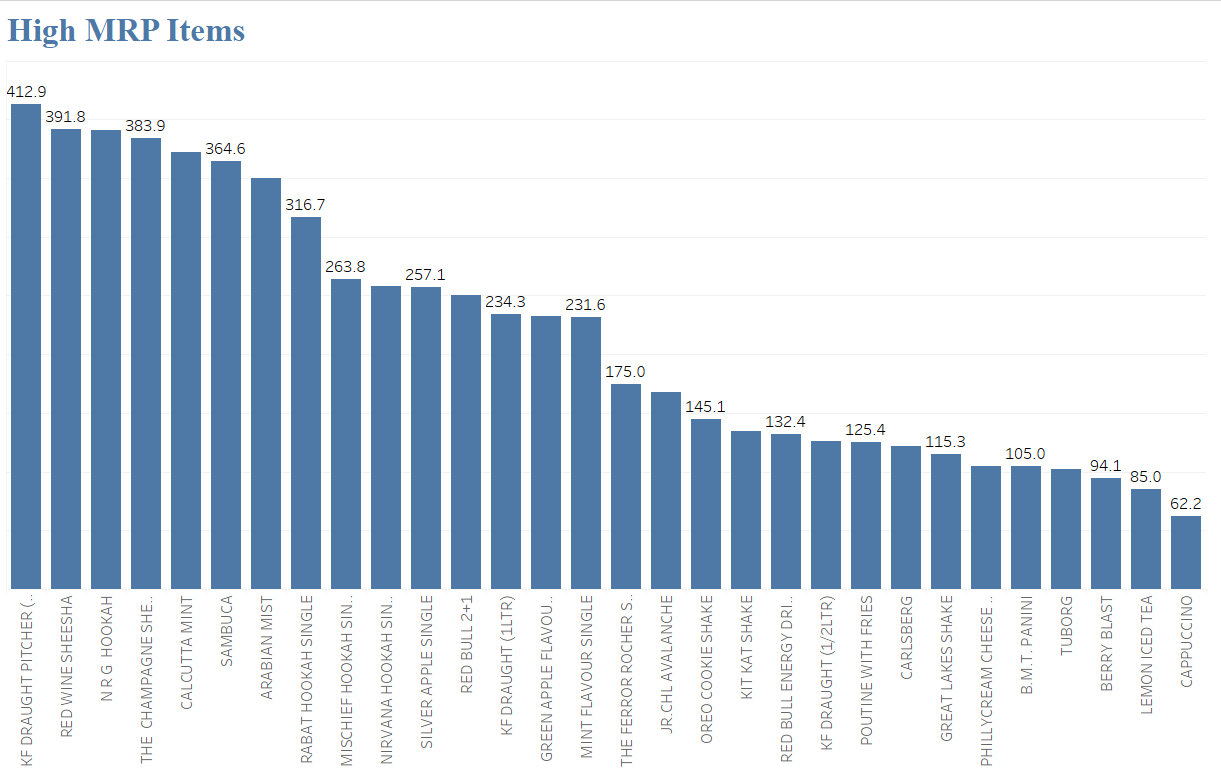 High MRP Items
412.9
391.8
383.9
364.6
316.7
263.8
257.1
234.3
231.6
175.0
145.1
132.4
125.4
115.3
105.0
94.1
85.0
62.2
KF DRAUGHT PITCHER (..
RED WINE SHEESHA
N R G  HOOKAH
THE  CHAMPAGNE SHE..
CALCUTTA MINT
SAMBUCA
ARABIAN MIST
RABAT HOOKAH SINGLE
MISCHIEF HOOKAH SIN..
NIRVANA HOOKAH SIN..
SILVER APPLE SINGLE
RED BULL 2+1
KF DRAUGHT (1LTR)
GREEN APPLE FLAVOU..
MINT FLAVOUR SINGLE
THE FERROR ROCHER S..
JR.CHL AVALANCHE
OREO COOKIE SHAKE
KIT KAT SHAKE
RED BULL ENERGY DRI..
KF DRAUGHT (1/2LTR)
POUTINE WITH FRIES
CARLSBERG
GREAT LAKES SHAKE
PHILLYCREAM CHEESE ..
B.M.T. PANINI
TUBORG
BERRY BLAST
LEMON ICED TEA
CAPPUCCINO